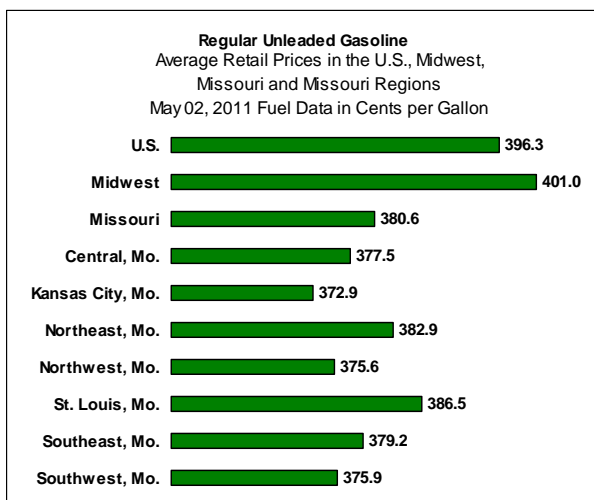 Regular Unleaded Gasoline
Average Retail Prices in the U.S., Midwest,
Missouri and Missouri Regions
May 02, 2011 Fuel Data in Cents per Gallon
U.S. 396.3
Midwest 401.0
Missouri 380.6
Central, Mo. 377.5
Kansas City, Mo. 372.9
Northeast, Mo. 382.9
Northwest, Mo. 375.6
St. Louis, Mo. 386.5
Southeast, Mo. 379.2
Southwest, Mo. 375.9